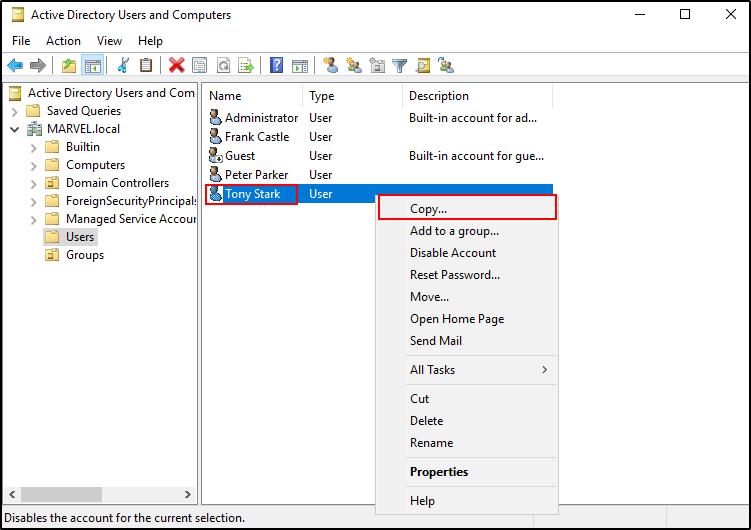 Active Directory Users and Computers
File Action View Help
Active Directory Users and Com
Saved Queries
MARVEL.local
Builtin
Computers
Domain Controllers
ForeignSecurityPrincipals
Managed Service Accour
Users
Groups
Name Type Description
Administrator User Built-in account for ad...
Frank Castle User
Guest User Built-in account for gue...
Peter Parker User
Tony Stark User
Copy...
Add to a group...
Disable Account
Reset Password...
Move...
Open Home Page
Send Mail
All Tasks
Cut
Delete
Rename
Properties
Help
Disables the account for the current selection.